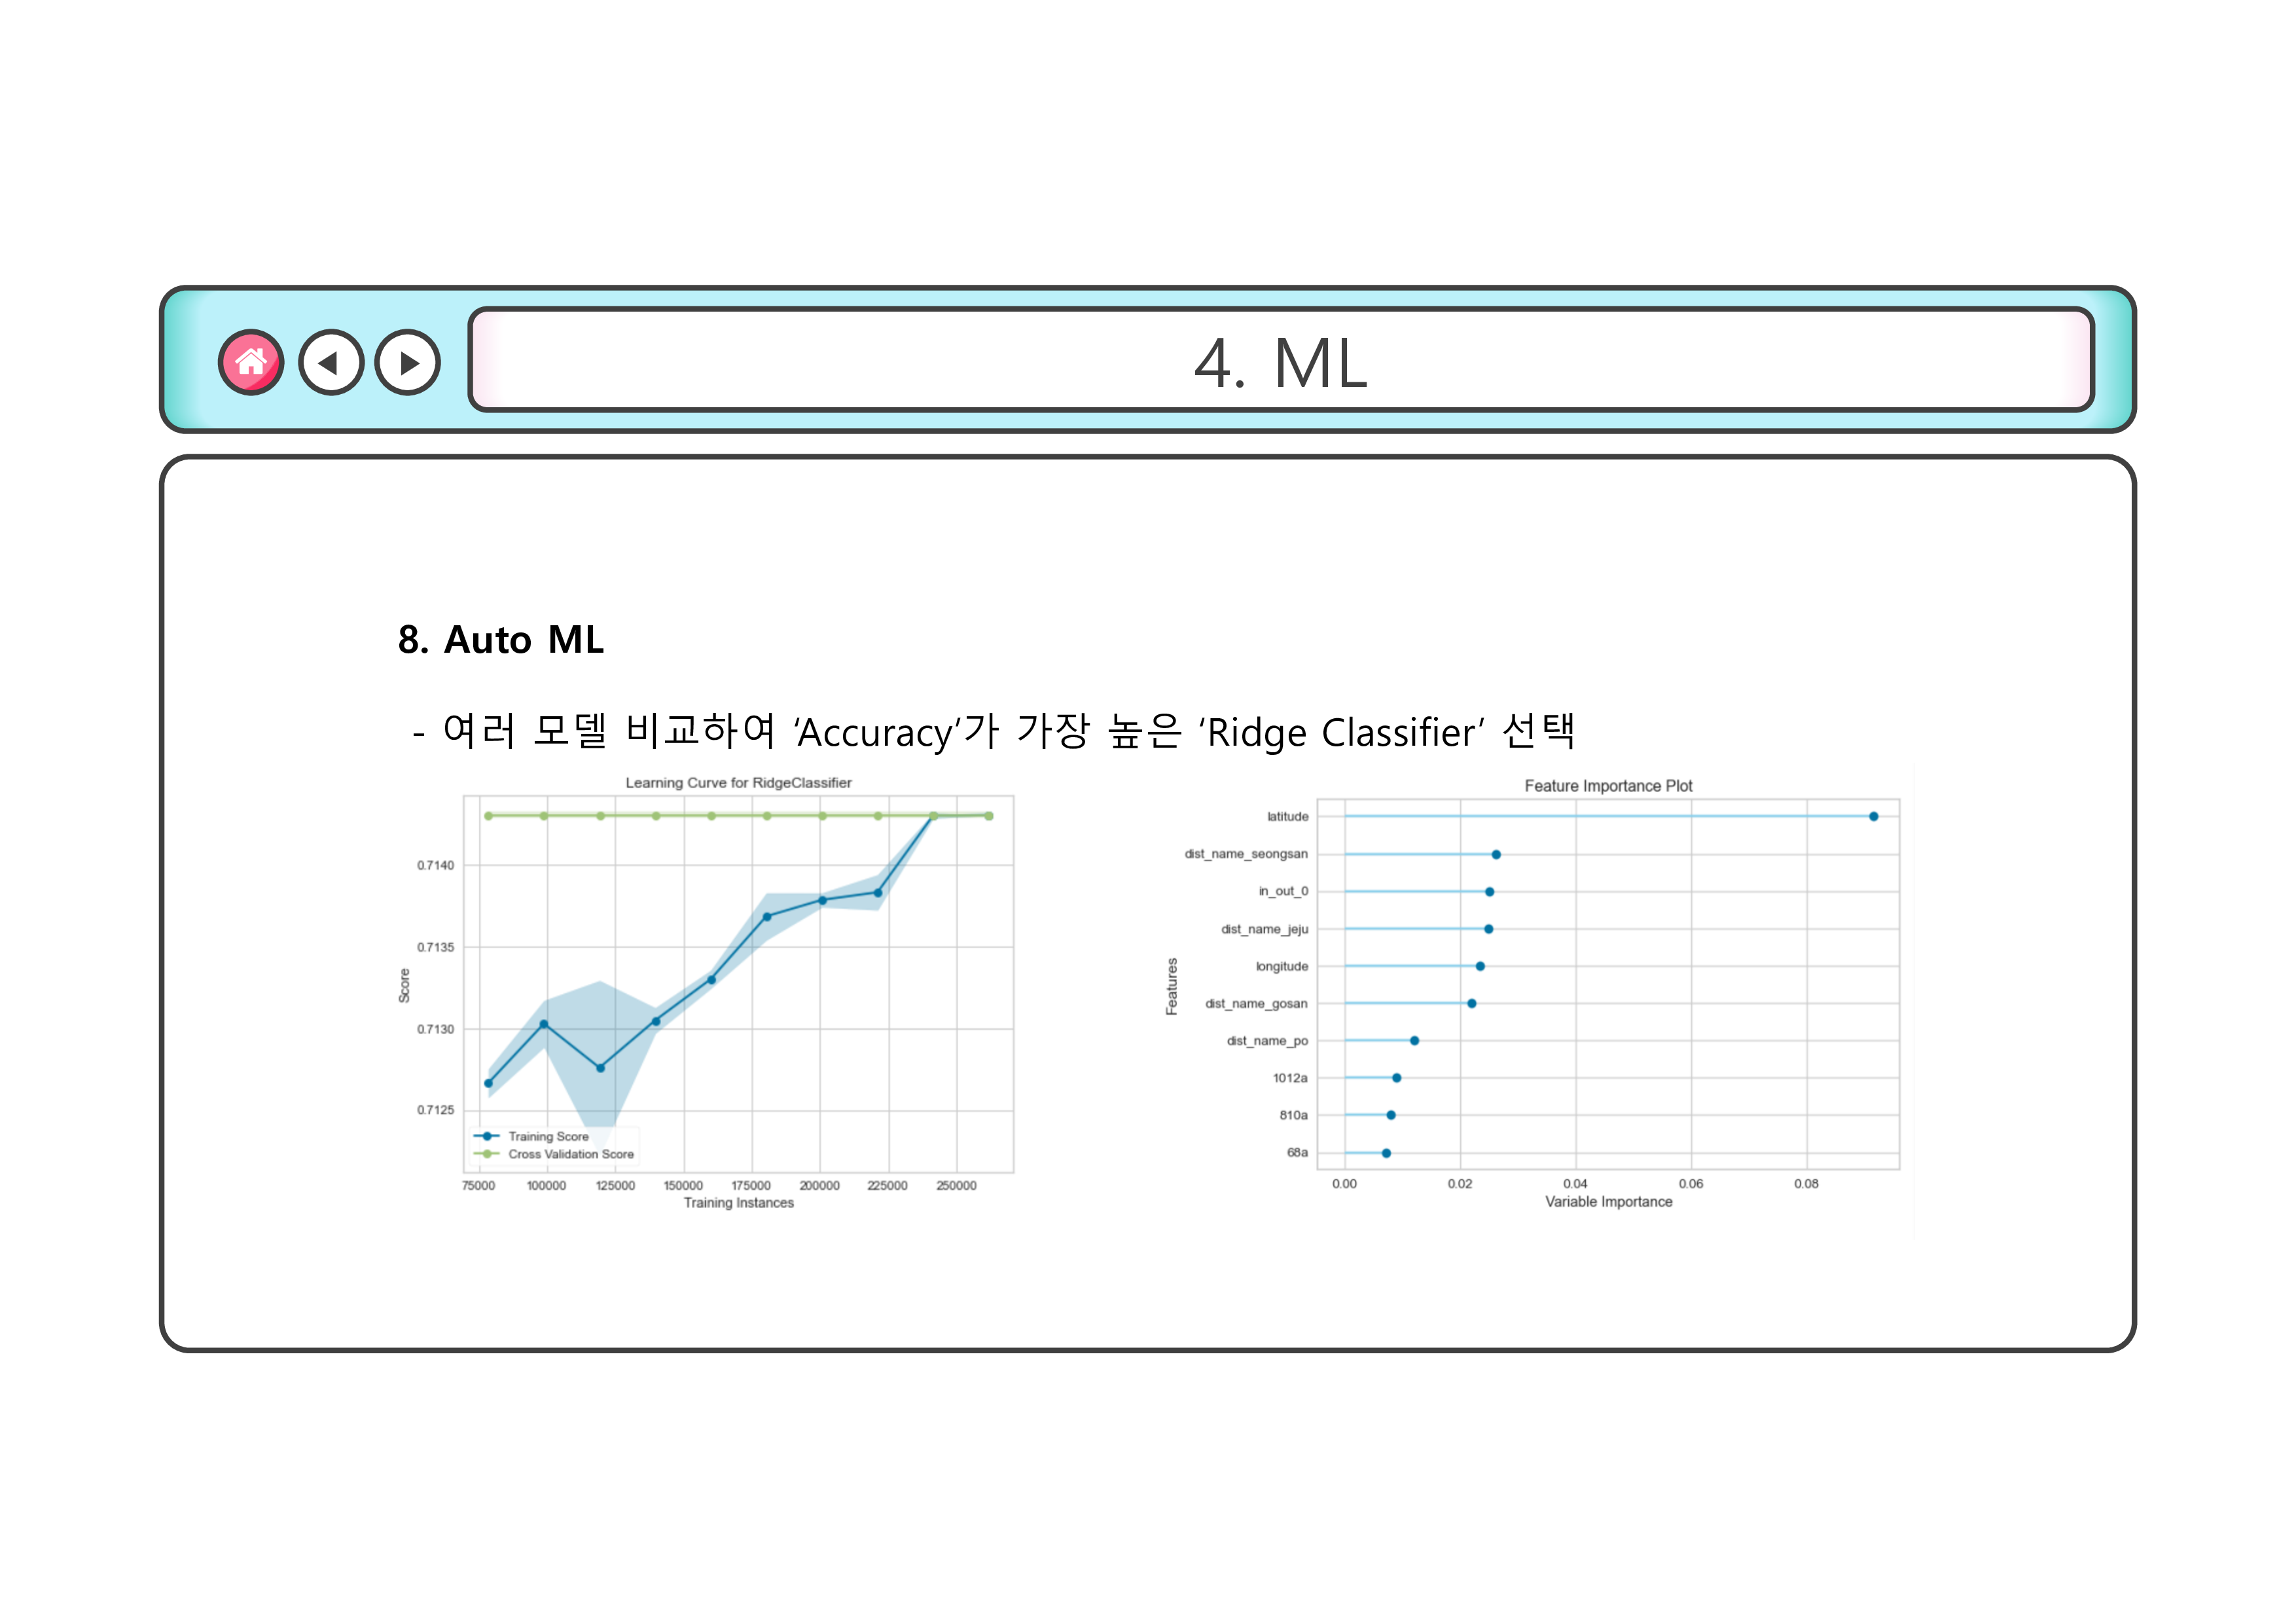 4. ML
8. Auto ML
- 여러 모델 비교하여 ‘Accuracy’가 가장 높은 ‘Ridge Classifier’ 선택
Learning Curve for RidgeClassifier
0.7140
0.7135
0.7130
0.7125
Score
Training Score
Cross Validation Score
75000 100000 125000 150000 175000 200000 225000 250000
Training Instances
Feature Importance Plot
latitude
dist_name_seongsan
in_out_0
dist_name_jeju
longitude
dist_name_gosan
dist_name_po
1012a
810a
68a
Features
0.00 0.02 0.04 0.06 0.08
Variable Importance